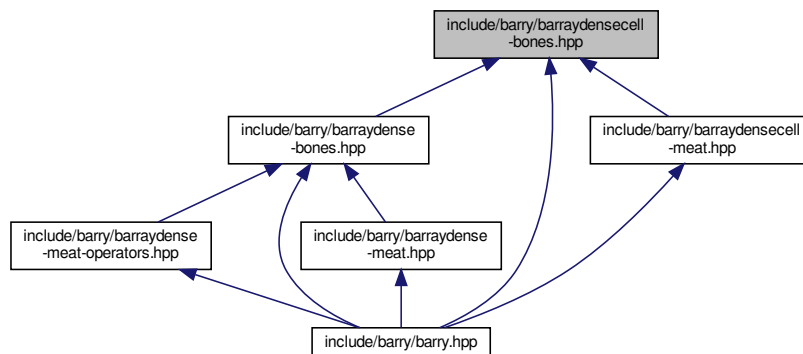 include/barry/barraydensecell
-bones.hpp
include/barry/barraydense
-bones.hpp
include/barry/barraydensecell
-meat.hpp
include/barry/barraydense
-meat-operators.hpp
include/barry/barraydense
-meat.hpp
include/barry/barry.hpp